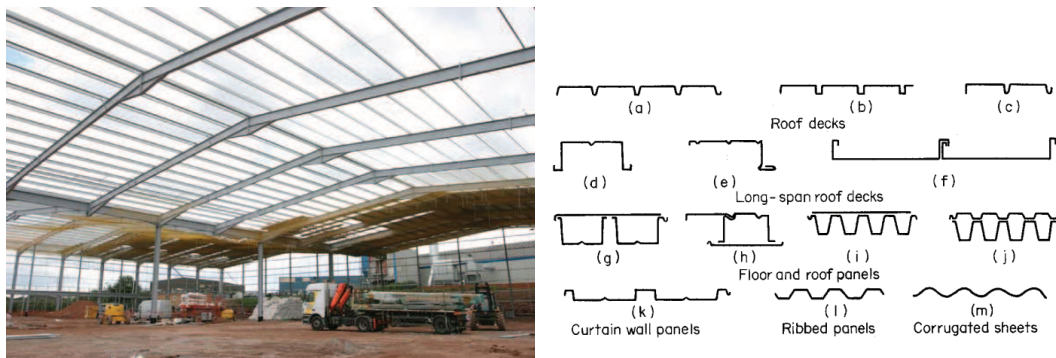 (a) (b) (c)
Roof decks
(d) (e) (f)
Long-span roof decks
(g) (h) (i) (j)
Floor and roof panels
(k) (l) (m)
Curtain wall panels Ribbed panels Corrugated sheets